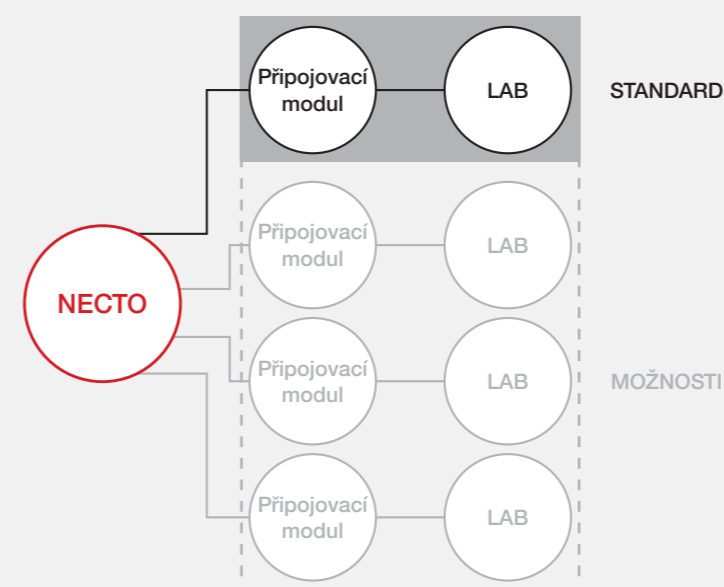 Připojovací
modul
LAB
STANDARD
Připojovací
modul
LAB
NECTO
Připojovací
modul
LAB
MOŽNOSTI
Připojovací
modul
LAB